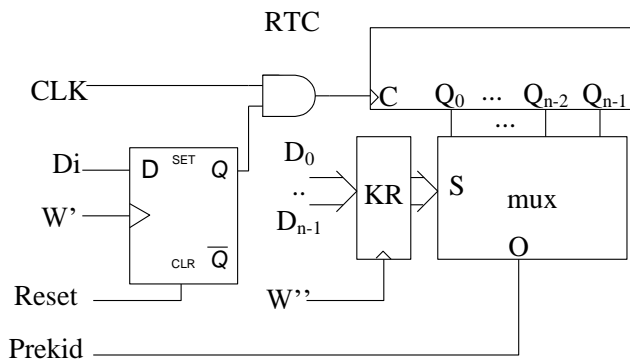 RTC
CLK
C Q0 ... Qn-2 Qn-1
...
Di D SET Q D0
W' .. KR S mux
Q Dn-1
CLR O
Reset W''
Prekid